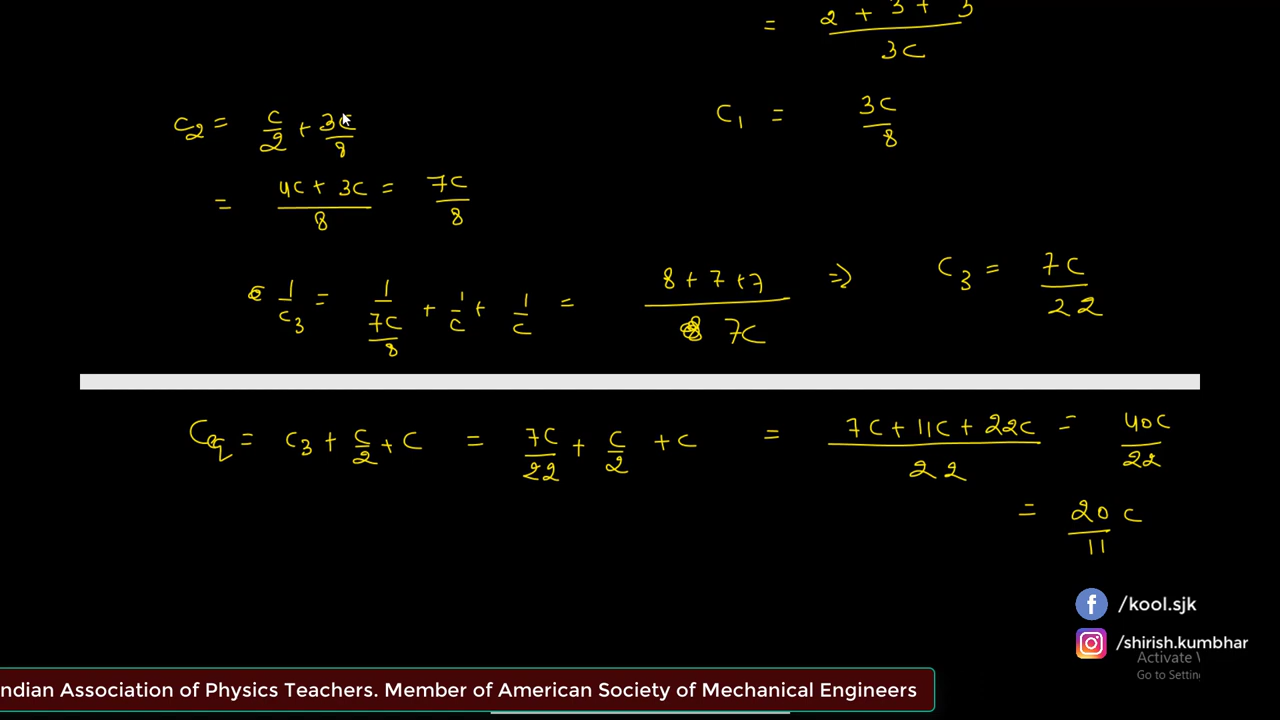 = (2 + 3 + 3)/3C
C1 = 3C/8
C2 = C/2 + 3C/8
= (4C + 3C)/8 = 7C/8
1/C3 = 1/(7C/8) + 1/C + 1/C = (8 + 7 + 7)/7C ⇒ C3 = 7C/22
Ceq = C3 + C/2 + C = 7C/22 + C/2 + C = (7C + 11C + 22C)/22 = 40C/22
= 20C/11
/kool.sjk
/shirish.kumbhar
Activate
Go to Settin
ndian Association of Physics Teachers. Member of American Society of Mechanical Engineers